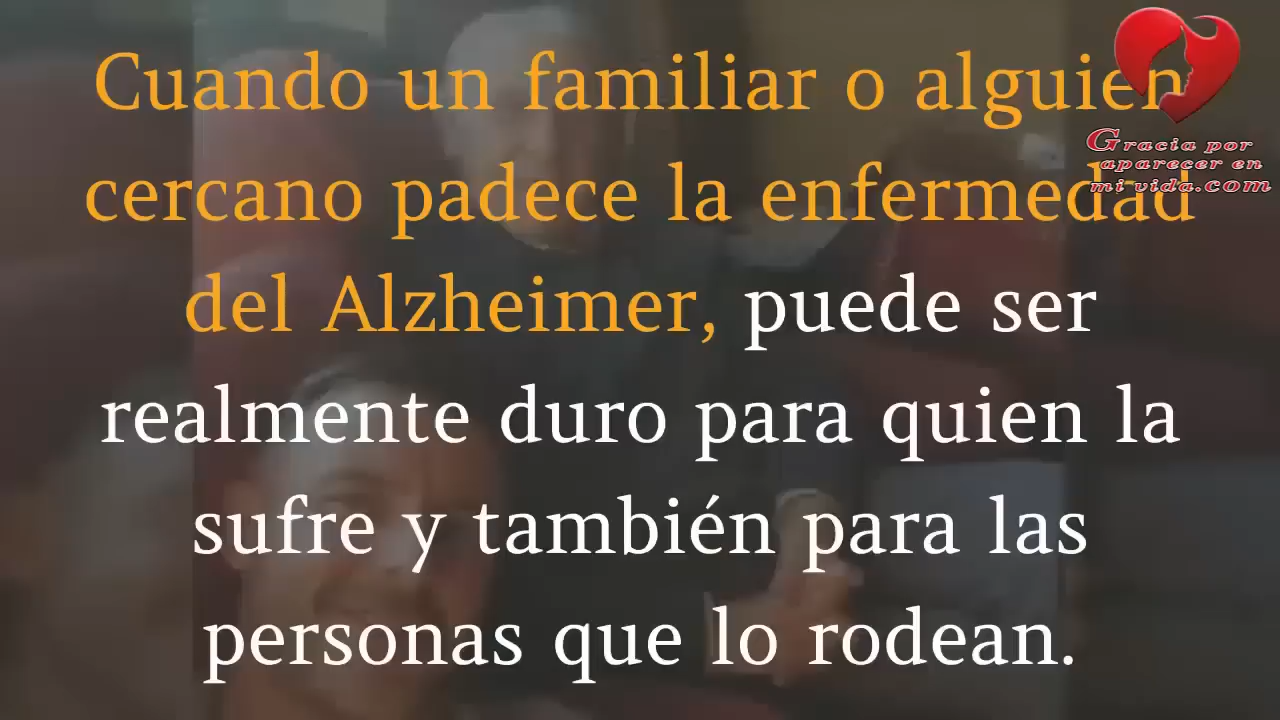 Cuando un familiar o alguien
cercano padece la enfermedad
del Alzheimer, puede ser
realmente duro para quien la
sufre y también para las
personas que lo rodean.
Gracia por
aparecer en
mi vida.com